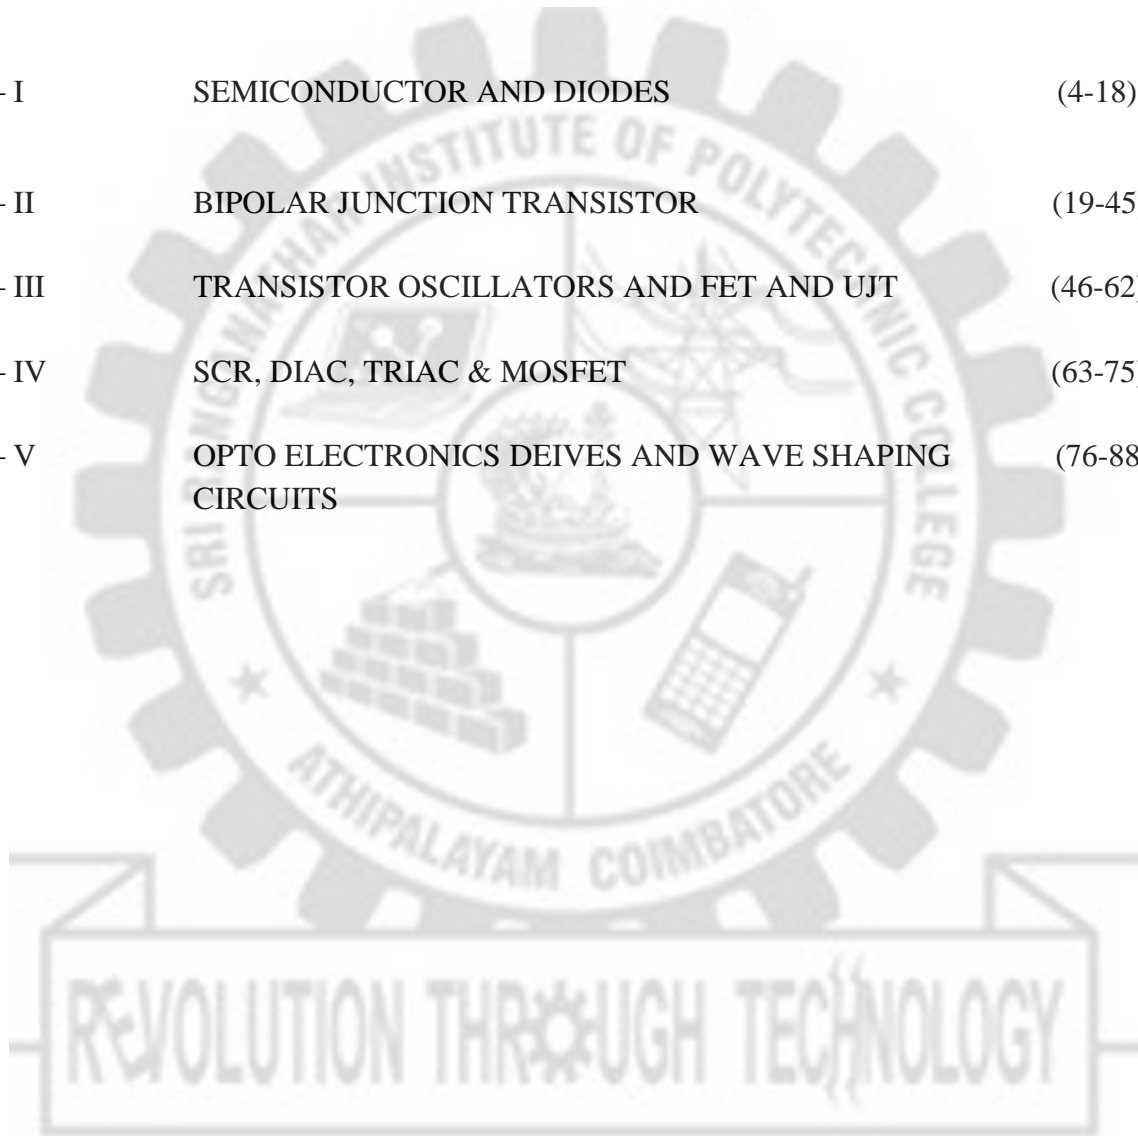 - I SEMICONDUCTOR AND DIODES (4-18)
- II BIPOLAR JUNCTION TRANSISTOR (19-45
- III TRANSISTOR OSCILLATORS AND FET AND UJT (46-62)
- IV SCR, DIAC, TRIAC & MOSFET (63-75)
- V OPTO ELECTRONICS DEIVES AND WAVE SHAPING (76-88
CIRCUITS
SRI RANGANATHAR INSTITUTE OF POLYTECHNIC COLLEGE
ATHIPALAYAM COIMBATORE
REVOLUTION THROUGH TECHNOLOGY